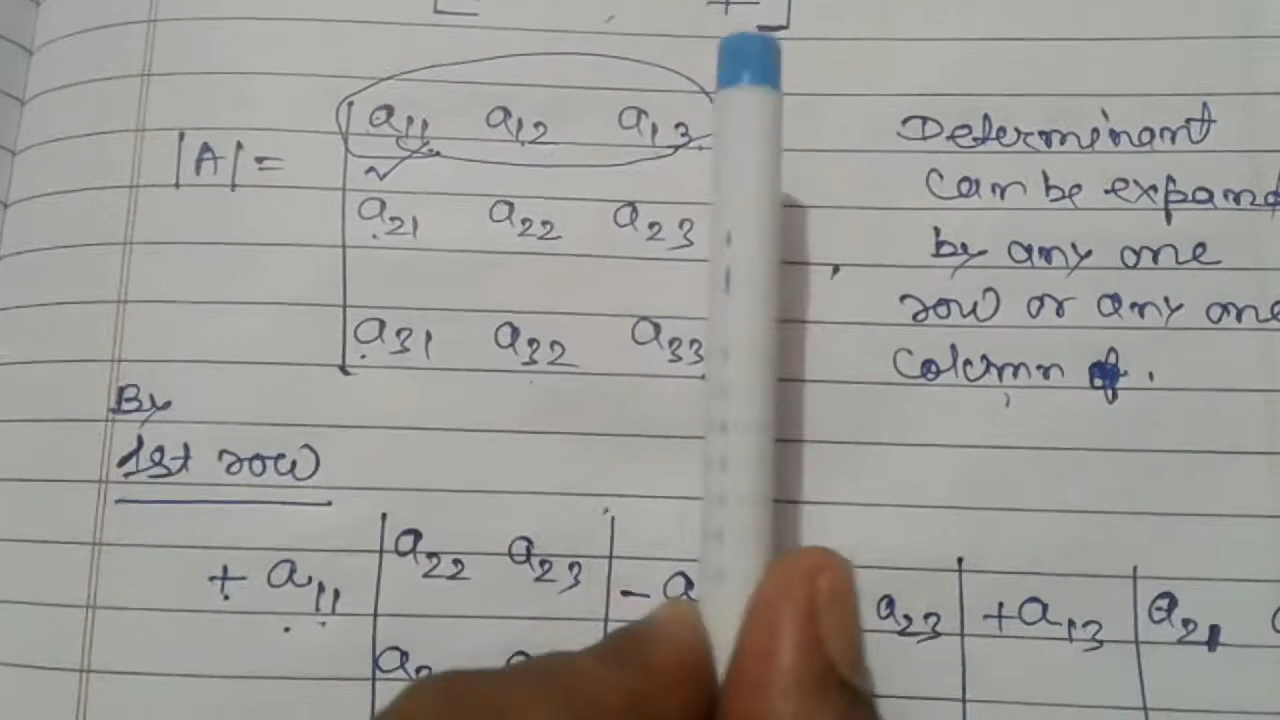 a11 a12 a13
|A| =
a21 a22 a23
a31 a32 a33
Determinant
can be expand
by any one
row or any one
column .
By
1st row
+ a11 | a22 a23 | - a a23 | + a13 | a21